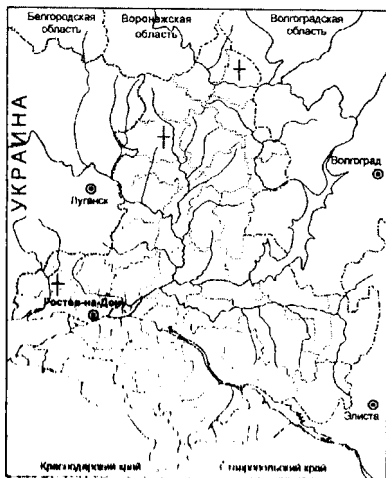 Белгородская
область
Воронежская
область
Волгоградская
область
УКРАИНА
Волгоград
Луганск
Ростов-на-Дону
Элиста
Краснодарский край
Ставропольский край